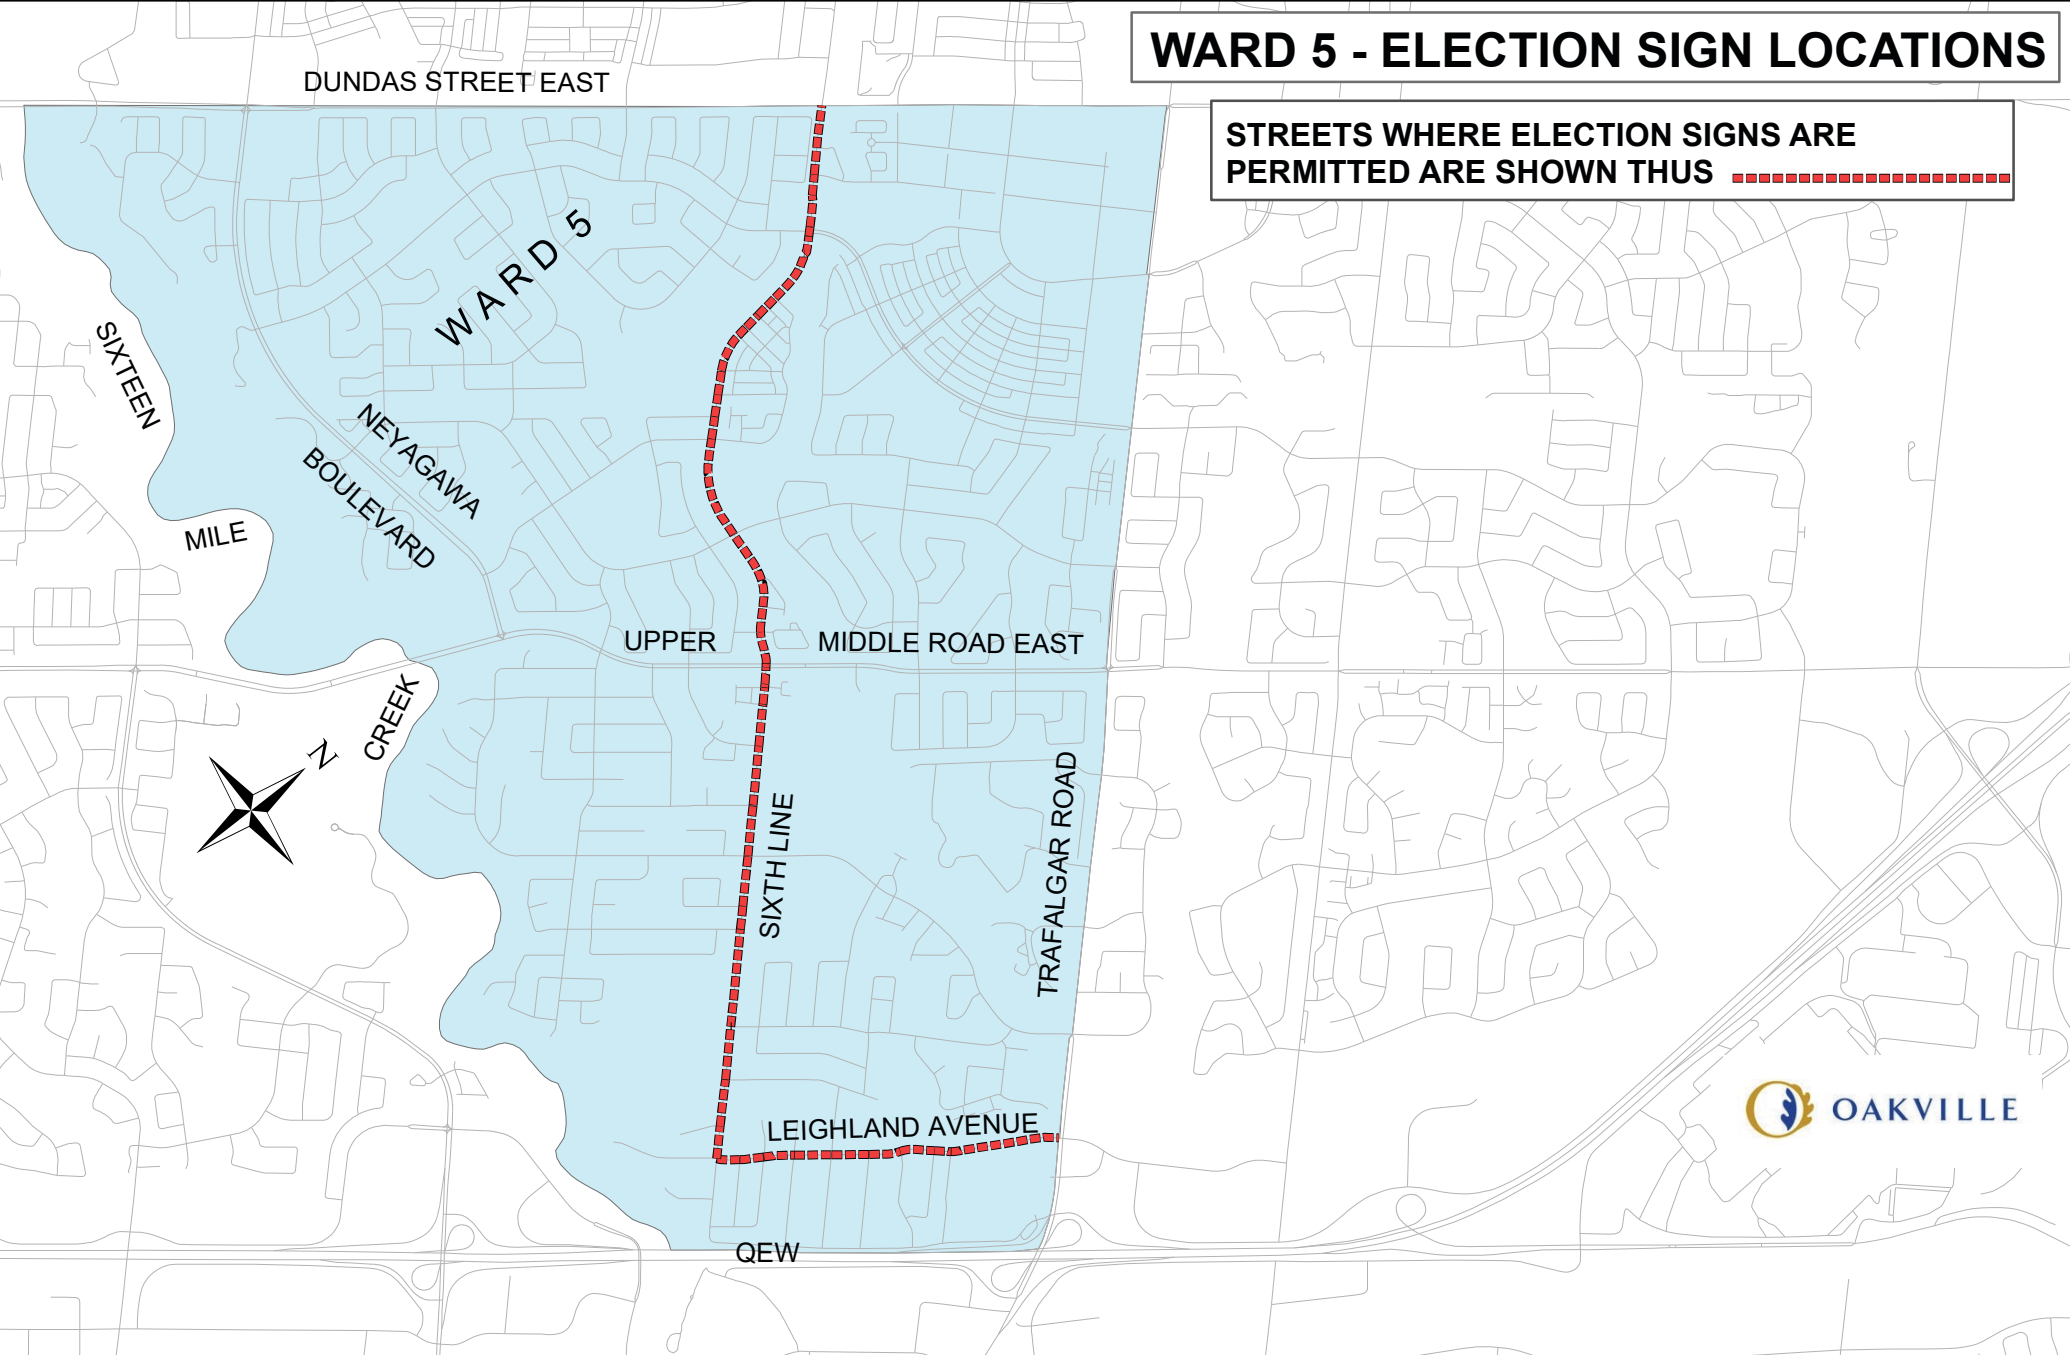 WARD 5 - ELECTION SIGN LOCATIONS
STREETS WHERE ELECTION SIGNS ARE
PERMITTED ARE SHOWN THUS
DUNDAS STREET EAST
WARD 5
SIXTEEN
MILE
CREEK
NEYAGAWA
BOULEVARD
UPPER
MIDDLE ROAD EAST
N
SIXTH LINE
TRAFALGAR ROAD
LEIGHLAND AVENUE
QEW
OAKVILLE